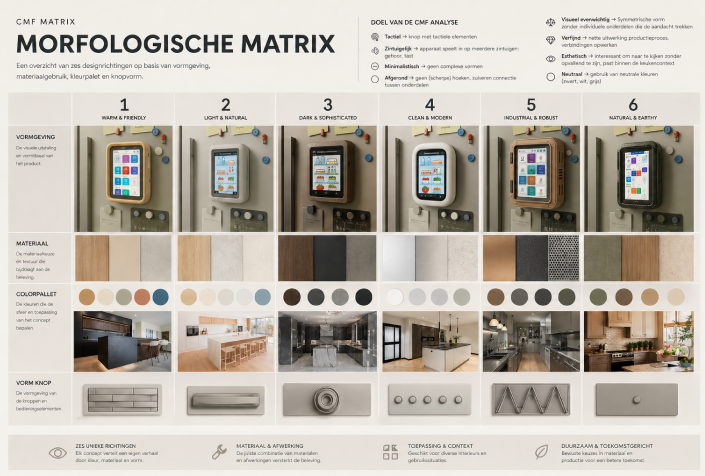 CMF MATRIX
MORFOLOGISCHE MATRIX
Een overzicht van zes designrichtingen op basis van vormgeving,
materiaalgebruik, kleurpalet en knopvorm.
DOEL VAN DE CMF ANALYSE
Tactiel → knop met tactiele elementen
Zintuigelijk → apparaat speelt in op meerdere zintuigen;
gehoor, tast
Minimalistisch → geen complexe vormen
Afgerond → geen (scherpe) hoeken, zuiveren connectie
tussen onderdelen
Visueel evenwichtig → Symmetrische vorm
zonder individuele onderdelen die de aandacht trekken
Verfijnd → nette uitwerking productieproces,
verbindingen opwerken
Esthetisch → interessant om naar te kijken zonder
opvallend te zijn, past binnen de keukencontext
Neutraal → gebruik van neutrale kleuren
(zwart, wit, grijs)
1 2 3 4 5 6
WARM & FRIENDLY LIGHT & NATURAL DARK & SOPHISTICATED CLEAN & MODERN INDUSTRIAL & ROBUST NATURAL & EARTHY
VORMGEVING
De visuele uitstraling
en vormtaal van
het product.
MATERIAAL
De materiaalkeuze
en textuur die
bijdraagt aan de
beleving.
COLORPALLET
De kleuren die de
sfeer en toepassing
van het concept
bepalen.
VORM KNOP
De vormgeving van
de knoppen en
bedieningselementen.
ZES UNIEKE RICHTINGEN
Elk concept vertelt een eigen verhaal
door kleur, materiaal en vorm.
MATERIAAL & AFWERKING
De juiste combinatie van materialen
en afwerkingen versterkt de beleving.
TOEPASSING & CONTEXT
Geschikt voor diverse interieurs en
gebruikssituaties.
DUURZAAM & TOEKOMSTGERICHT
Bewuste keuzes in materiaal en
productie voor een betere toekomst.